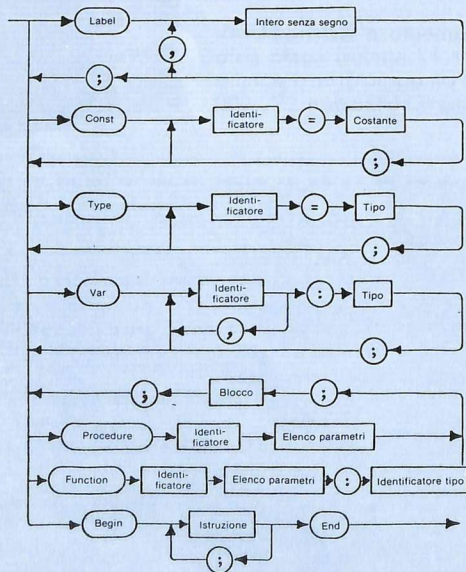 Label , Intero senza segno
;
Const Identi-
ficatore = Costante
;
Type Identi-
ficatore = Tipo
;
Var Identi-
ficatore : Tipo
,
;
; Blocco ;
Procedure Identi-
ficatore Elenco parametri
Function Identi-
ficatore Elenco parametri : Identificatore tipo
Begin Istruzione End
;